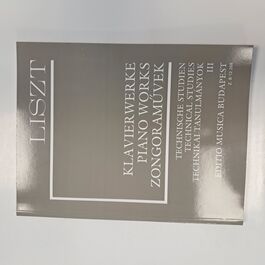 LISZT
KLAVIERWERKE
PIANO WORKS
ZONGORAMŰVEK
TECHNISCHE STUDIEN
TECHNICAL STUDIES
TECHNIKAI TANULMÁNYOK
III
EDITIO MUSICA BUDAPEST